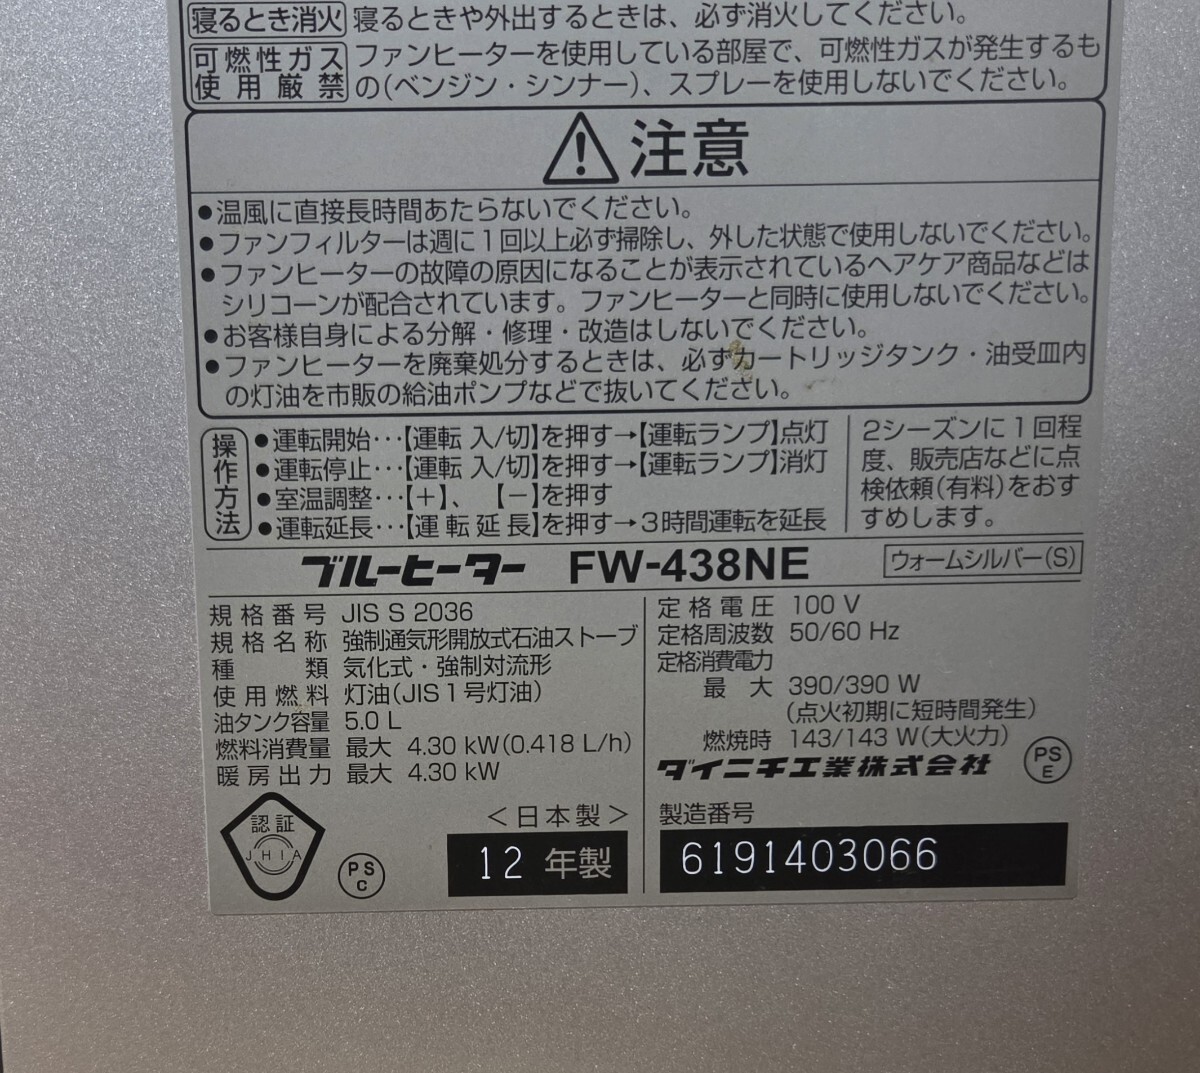 寝るとき消火 寝るときや外出するときは、必ず消火してください。
可燃性ガス使用厳禁 ファンヒーターを使用している部屋で、可燃性ガスが発生するも
の(ベンジン・シンナー)、スプレーを使用しないでください。
注意
●温風に直接長時間あたらないでください。
●ファンフィルターは週に1回以上必ず掃除し、外した状態で使用しないでください。
●ファンヒーターの故障の原因になることが表示されているヘアケア商品などは
シリコーンが配合されています。ファンヒーターと同時に使用しないでください。
●お客様自身による分解・修理・改造はしないでください。
●ファンヒーターを廃棄処分するときは、必ずカートリッジタンク・油受皿内
の灯油を市販の給油ポンプなどで抜いてください。
操作方法
●運転開始…【運転 入/切】を押す→【運転ランプ】点灯
●運転停止…【運転 入/切】を押す→【運転ランプ】消灯
●室温調整…【+】、【-】を押す
●運転延長…【運転延長】を押す→3時間運転を延長
2シーズンに1回程
度、販売店などに点
検依頼(有料)をおす
すめします。
ブルーヒーター FW-438NE ウォームシルバー(S)
規格番号 JIS S 2036
規格名称 強制通気形開放式石油ストーブ
種類 気化式・強制対流形
使用燃料 灯油(JIS1号灯油)
油タンク容量 5.0 L
燃料消費量 最大 4.30 kW(0.418 L/h)
暖房出力 最大 4.30 kW
認証
JHIA
PS
C
<日本製>
12 年製
定格電圧 100 V
定格周波数 50/60 Hz
定格消費電力
最大 390/390 W
(点火初期に短時間発生)
燃焼時 143/143 W(大火力)
ダイニチ工業株式会社
PS
E
製造番号
6191403066